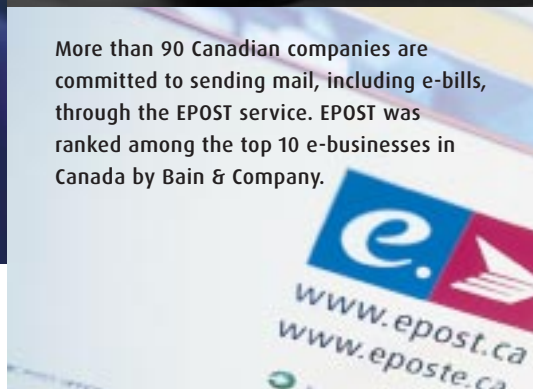 More than 90 Canadian companies are
committed to sending mail, including e-bills,
through the EPOST service. EPOST was
ranked among the top 10 e-businesses in
Canada by Bain & Company.
e.
www.epost.ca
www.eposte.ca